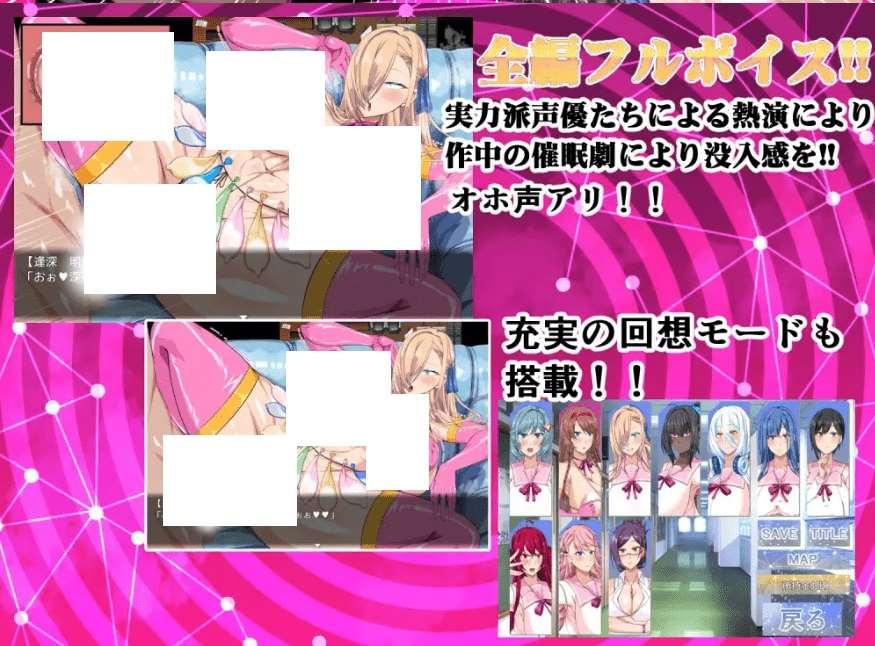 全編フルボイス!!
実力派声優たちによる熱演により
作中の催眠劇により没入感を!!
オホ声アリ！！
充実の回想モードも
搭載！！
SAVE TITLE
MAP
戻る